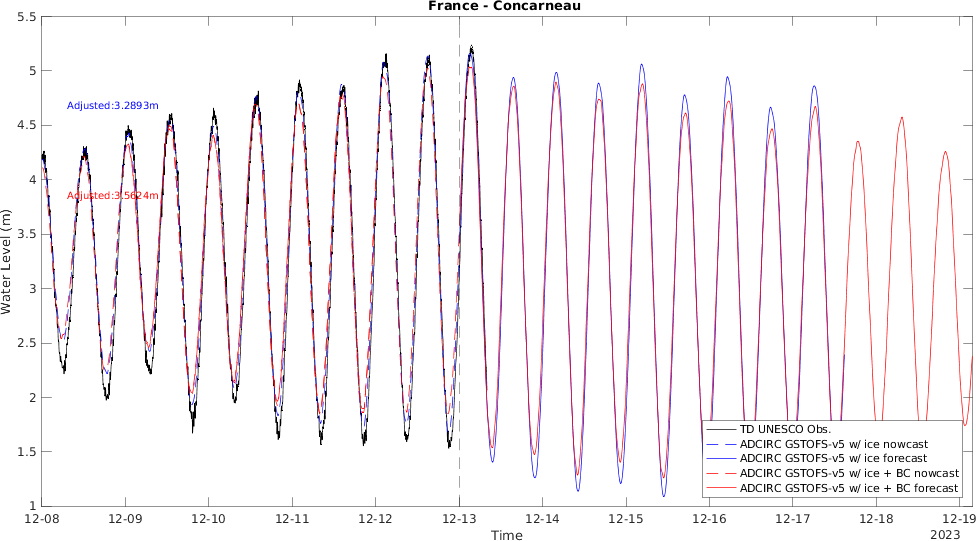 France - Concarneau
5.5
5
4.5
4
3.5
3
2.5
2
1.5
1
Water Level (m)
Adjusted:3.2893m
Adjusted:3.5624m
TD UNESCO Obs.
ADCIRC GSTOFS-v5 w/ ice nowcast
ADCIRC GSTOFS-v5 w/ ice forecast
ADCIRC GSTOFS-v5 w/ ice + BC nowcast
ADCIRC GSTOFS-v5 w/ ice + BC forecast
12-08 12-09 12-10 12-11 12-12 12-13 12-14 12-15 12-16 12-17 12-18 12-19
Time
2023